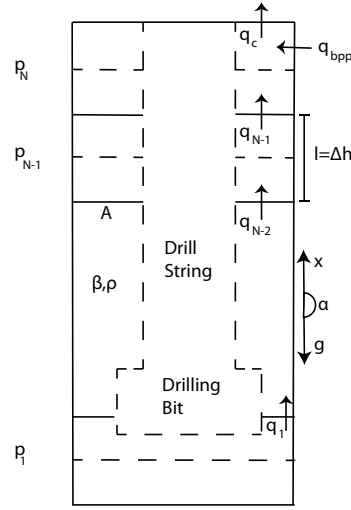 q_c
q_bpp
p_N
q_N-1
p_N-1
l=Δh
A
q_N-2
Drill
String
x
β,ρ
α
g
Drilling
Bit
q_1
p_1